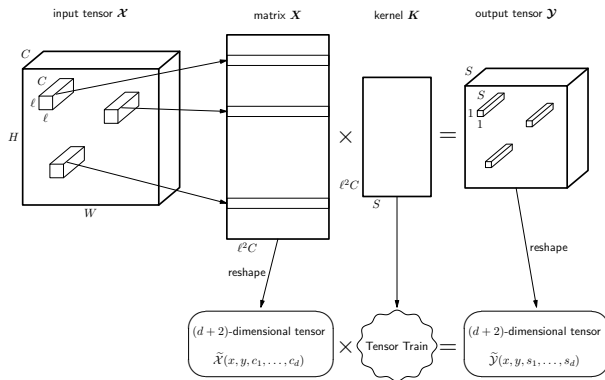 input tensor 𝒳
matrix X
kernel K
output tensor 𝒴
C
C
ℓ
ℓ
H
W
ℓ²C
reshape
×
ℓ²C
S
=
S
S
1
1
reshape
(d + 2)-dimensional tensor
𝒳̃(x, y, c₁, . . . , c_d)
×
Tensor Train
=
(d + 2)-dimensional tensor
𝒴̃(x, y, s₁, . . . , s_d)